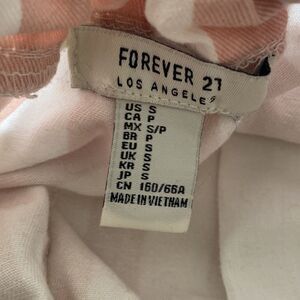 FOREVER 21
LOS ANGELES
US S
CA P
MX S/P
BR P
EU S
UK S
KR S
JP S
CN 160/66A
MADE IN VIETNAM